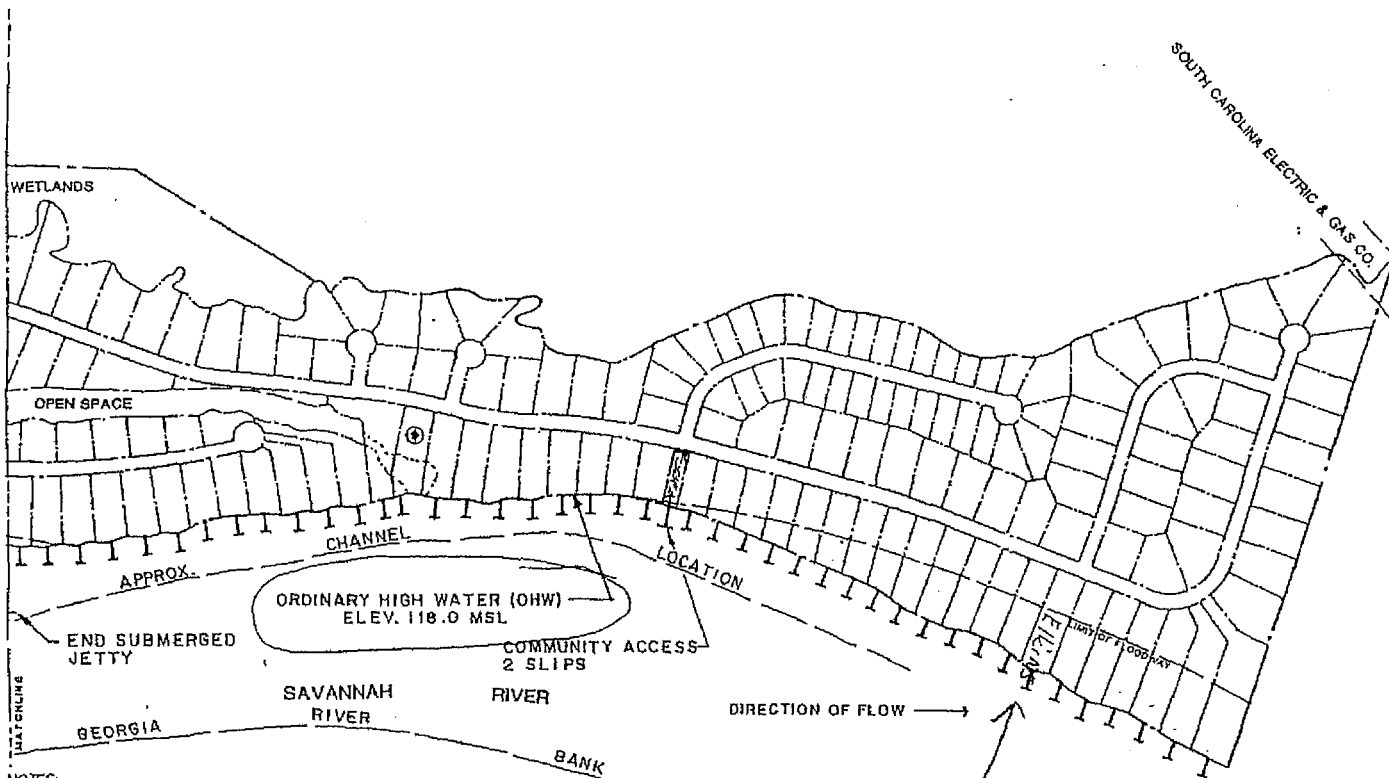 SOUTH CAROLINA ELECTRIC & GAS CO.
WETLANDS
OPEN SPACE
APPROX.
CHANNEL
LOCATION
ORDINARY HIGH WATER (OHW)
ELEV. 118.0 MSL
END SUBMERGED
JETTY
COMMUNITY ACCESS
2 SLIPS
LIMIT OF FLOODWAY
MATCHLINE
SAVANNAH
RIVER
RIVER
DIRECTION OF FLOW
GEORGIA
BANK
NOTES: